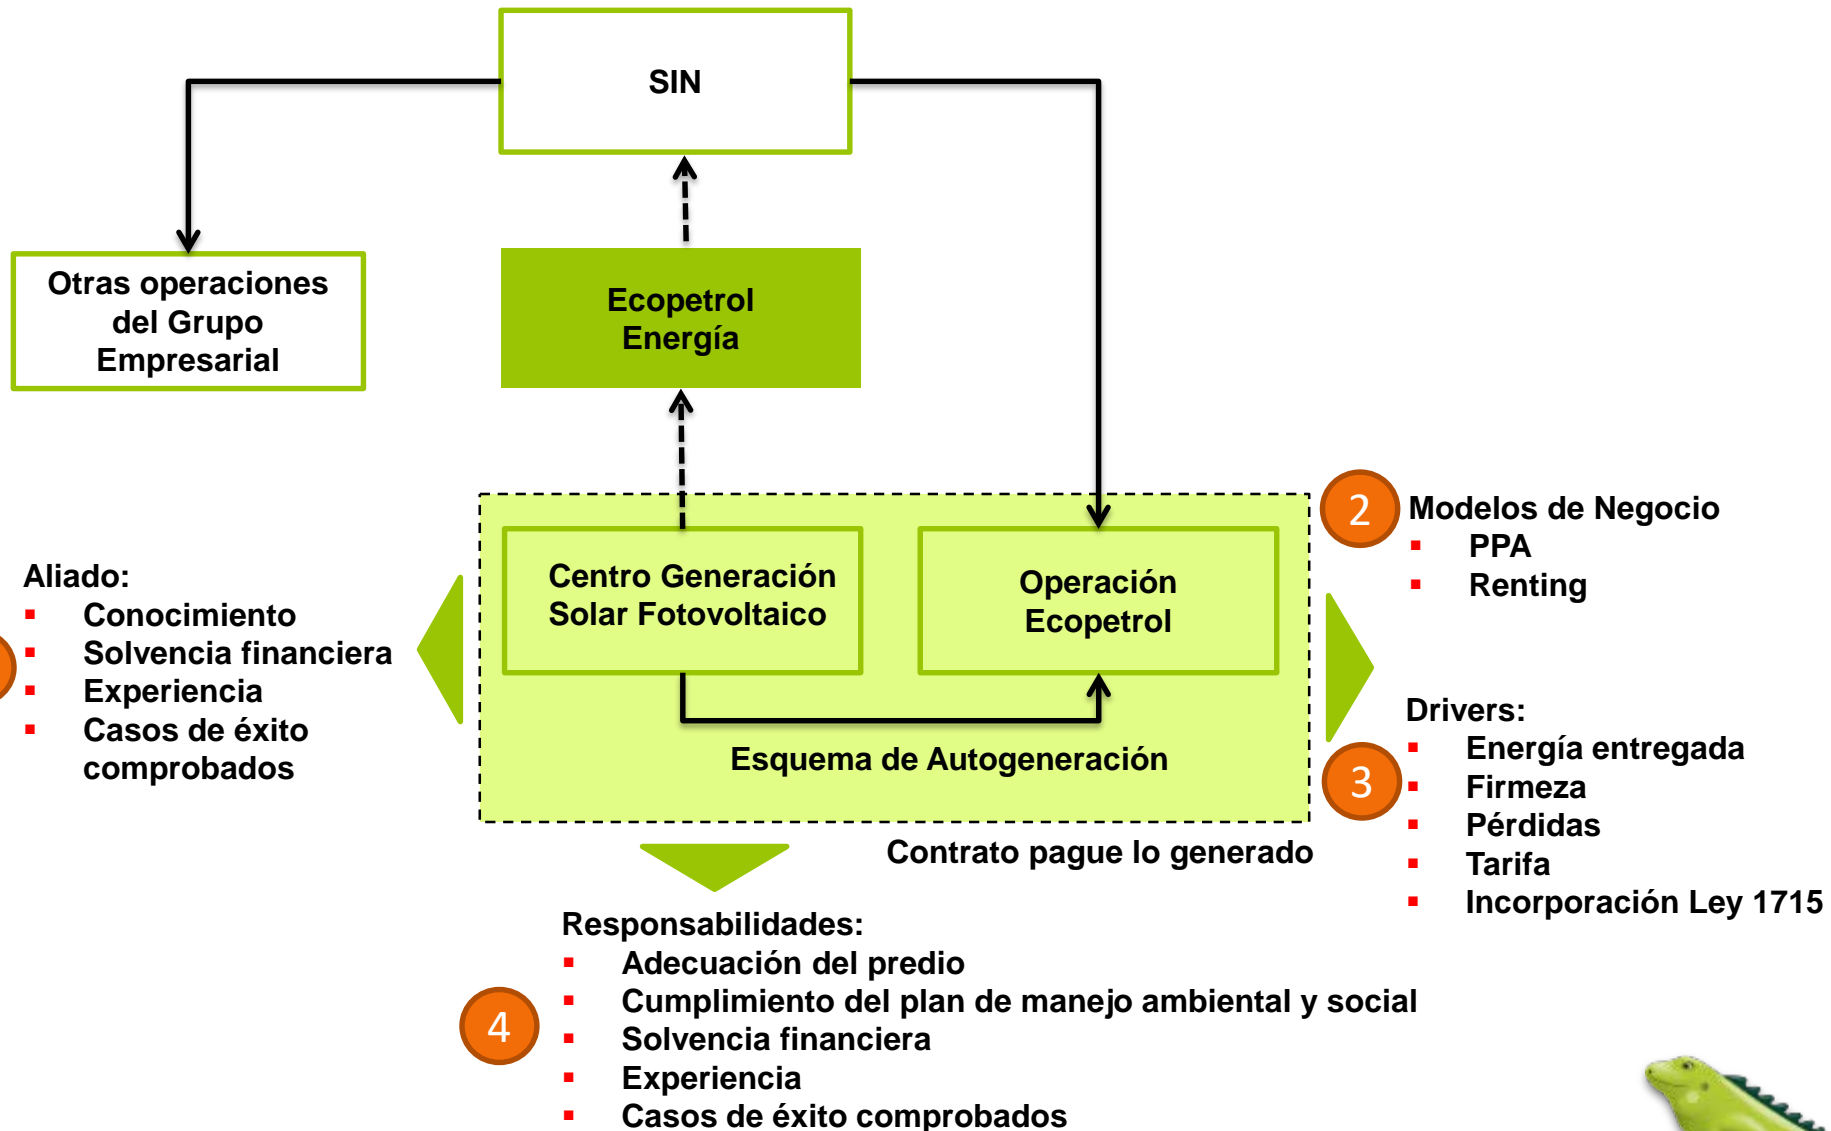 SIN
Otras operaciones
del Grupo
Empresarial
Ecopetrol
Energía
Centro Generación
Solar Fotovoltaico
Operación
Ecopetrol
Esquema de Autogeneración
Contrato pague lo generado
Aliado:
Conocimiento
Solvencia financiera
Experiencia
Casos de éxito
comprobados
2
Modelos de Negocio
PPA
Renting
3
Drivers:
Energía entregada
Firmeza
Pérdidas
Tarifa
Incorporación Ley 1715
4
Responsabilidades:
Adecuación del predio
Cumplimiento del plan de manejo ambiental y social
Solvencia financiera
Experiencia
Casos de éxito comprobados